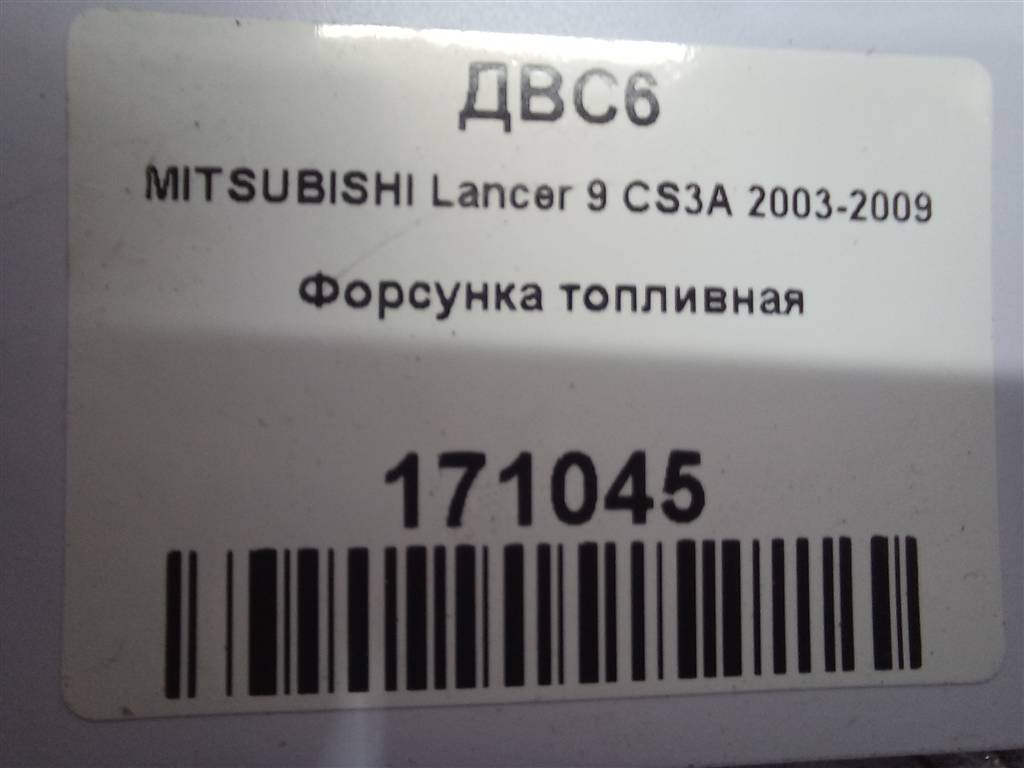 ДВС6
MITSUBISHI Lancer 9 CS3A 2003-2009
Форсунка топливная
171045